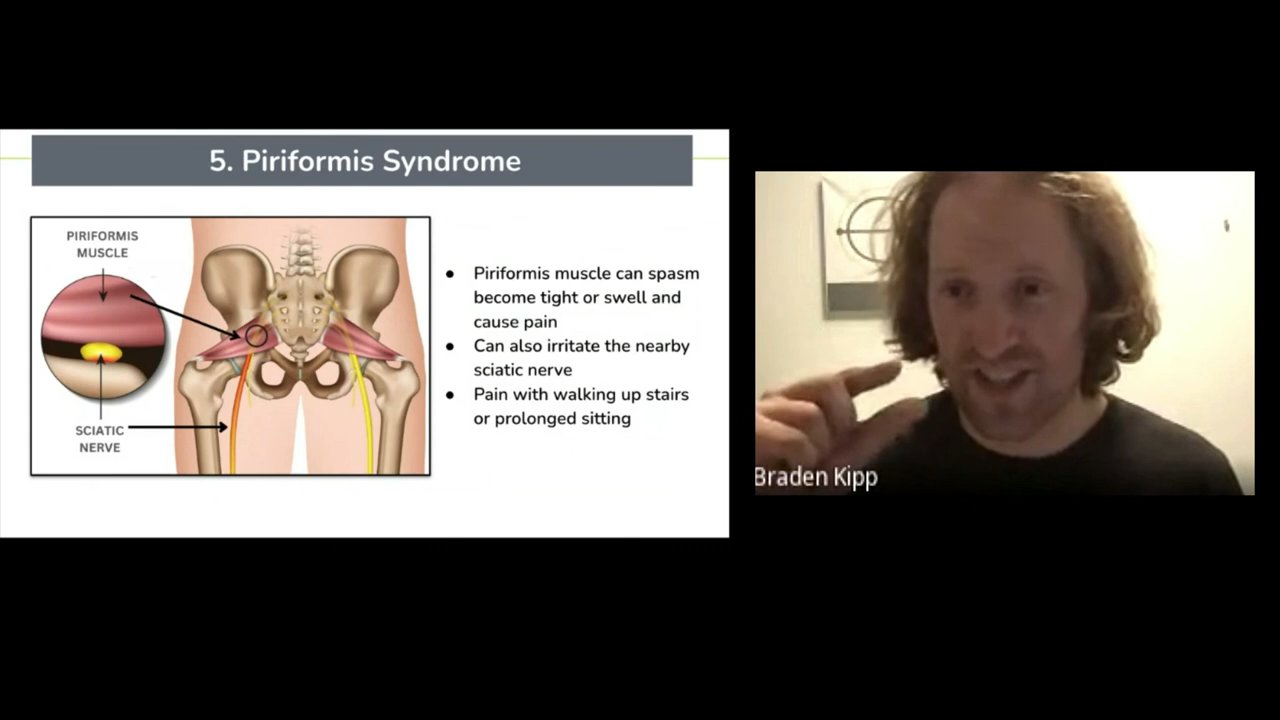 5. Piriformis Syndrome
PIRIFORMIS
MUSCLE
SCIATIC
NERVE
● Piriformis muscle can spasm
become tight or swell and
cause pain
● Can also irritate the nearby
sciatic nerve
● Pain with walking up stairs
or prolonged sitting
Braden Kipp